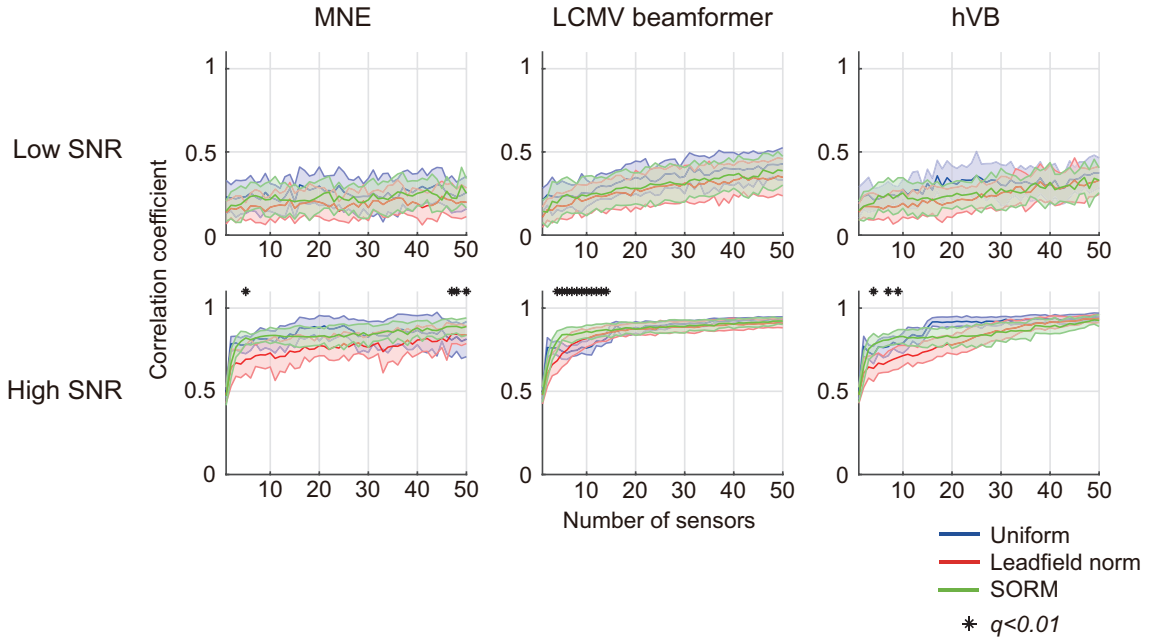 MNE LCMV beamformer hVB
Low SNR
High SNR
Correlation coefficient
1 1 1
0.5 0.5 0.5
0 0 0
10 20 30 40 50 10 20 30 40 50 10 20 30 40 50
1 1 1
0.5 0.5 0.5
0 0 0
10 20 30 40 50 10 20 30 40 50 10 20 30 40 50
Number of sensors
Uniform
Leadfield norm
SORM
* q<0.01